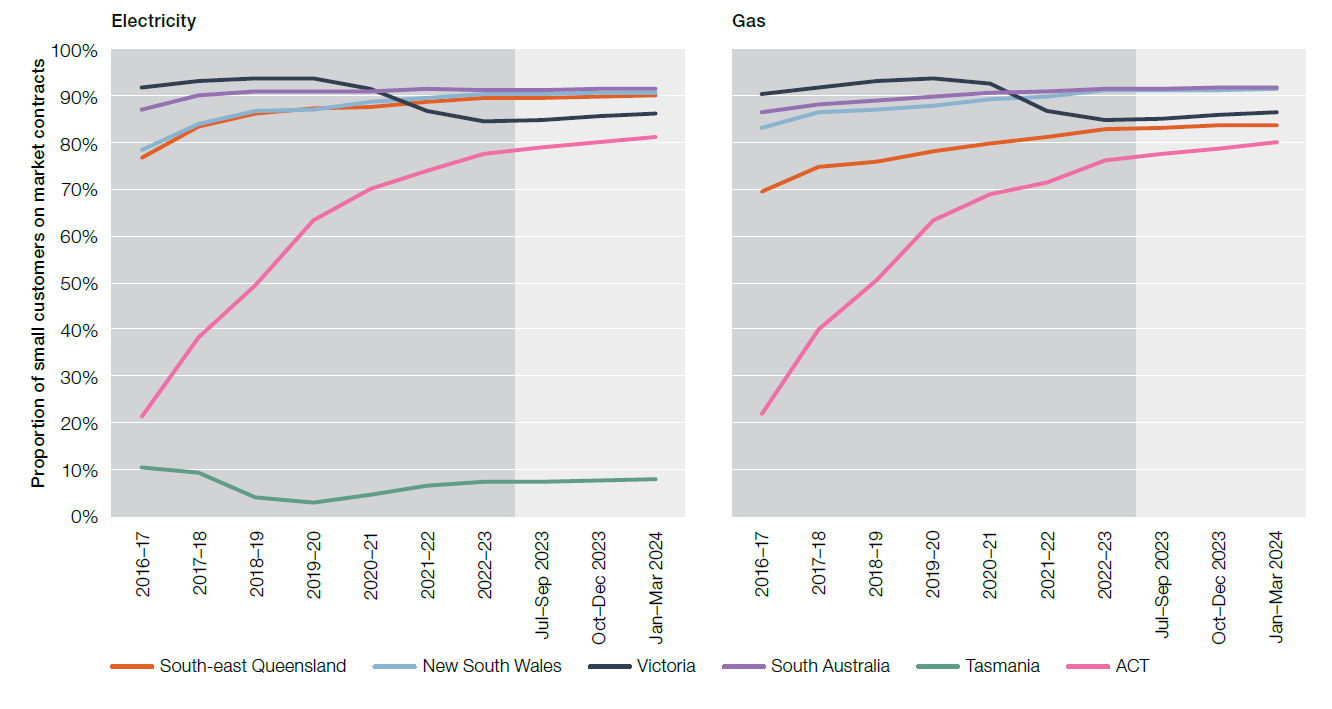 Electricity
Gas
Proportion of small customers on market contracts
100%
90%
80%
70%
60%
50%
40%
30%
20%
10%
0%
2016–17
2017–18
2018–19
2019–20
2020–21
2021–22
2022–23
Jul–Sep 2023
Oct–Dec 2023
Jan–Mar 2024
2016–17
2017–18
2018–19
2019–20
2020–21
2021–22
2022–23
Jul–Sep 2023
Oct–Dec 2023
Jan–Mar 2024
South-east Queensland
New South Wales
Victoria
South Australia
Tasmania
ACT